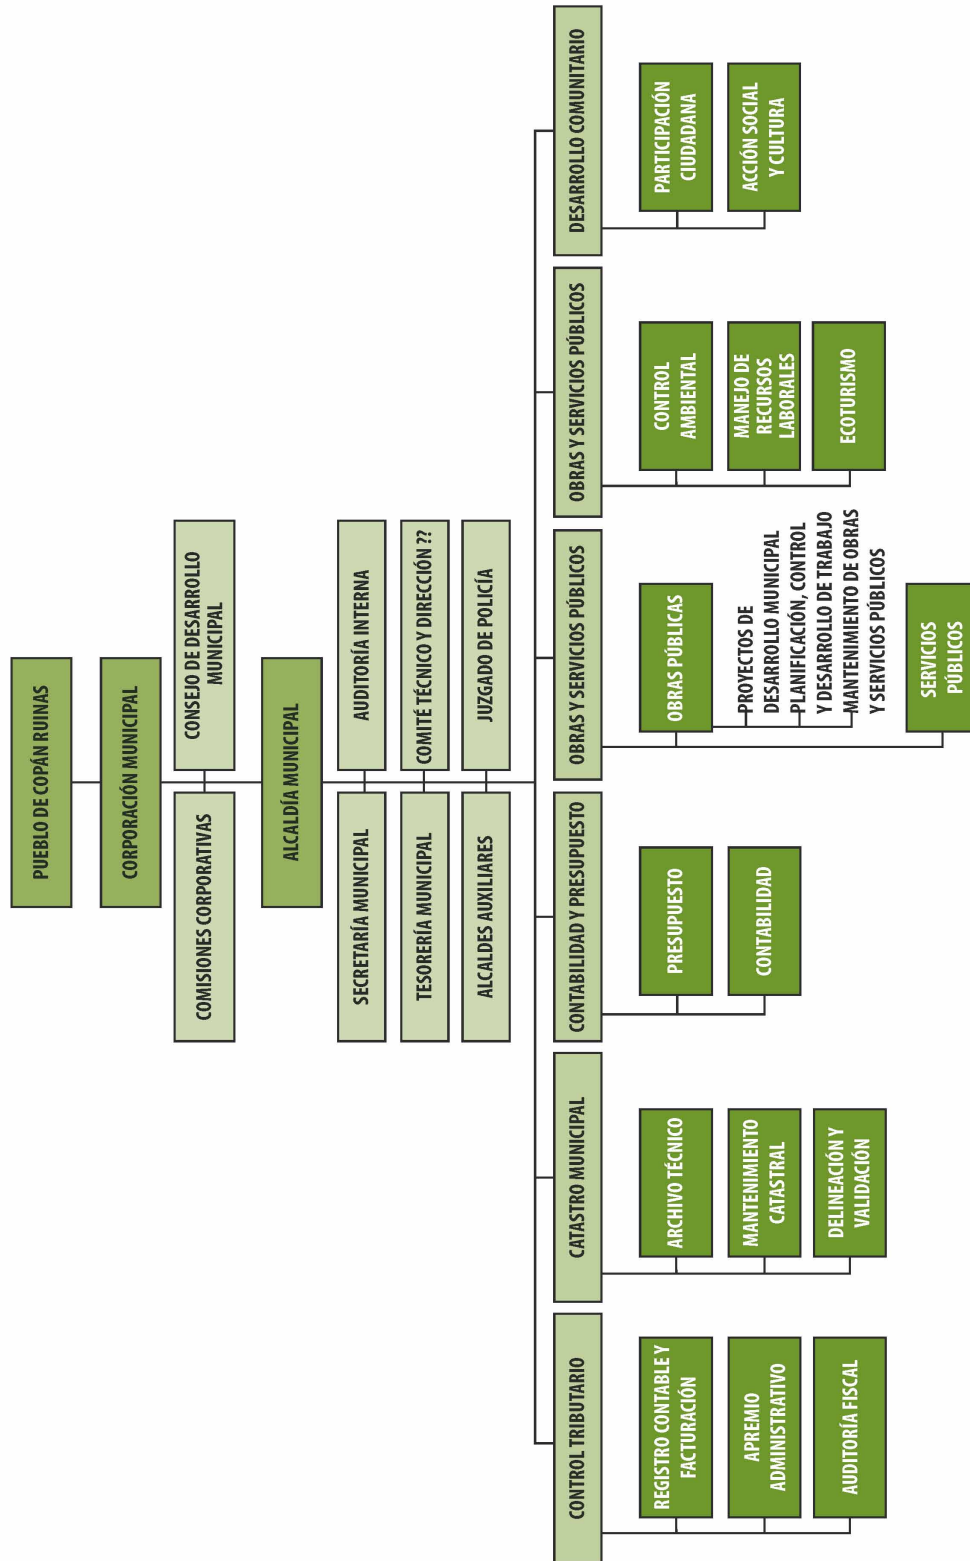 PUEBLO DE COPÁN RUINAS
CORPORACIÓN MUNICIPAL
COMISIONES CORPORATIVAS
CONSEJO DE DESARROLLO
MUNICIPAL
ALCALDÍA MUNICIPAL
SECRETARÍA MUNICIPAL
AUDITORÍA INTERNA
TESORERÍA MUNICIPAL
COMITÉ TÉCNICO Y DIRECCIÓN ??
ALCALDES AUXILIARES
JUZGADO DE POLICÍA
CONTROL TRIBUTARIO
REGISTRO CONTABLE Y
FACTURACIÓN
APREMIO
ADMINISTRATIVO
AUDITORÍA FISCAL
CATASTRO MUNICIPAL
ARCHIVO TÉCNICO
MANTENIMIENTO
CATASTRAL
DELINEACIÓN Y
VALIDACIÓN
CONTABILIDAD Y PRESUPUESTO
PRESUPUESTO
CONTABILIDAD
OBRAS Y SERVICIOS PÚBLICOS
OBRAS PÚBLICAS
PROYECTOS DE
DESARROLLO MUNICIPAL
PLANIFICACIÓN, CONTROL
Y DESARROLLO DE TRABAJO
MANTENIMIENTO DE OBRAS
Y SERVICIOS PÚBLICOS
SERVICIOS
PÚBLICOS
OBRAS Y SERVICIOS PÚBLICOS
CONTROL
AMBIENTAL
MANEJO DE
RECURSOS
LABORALES
ECOTURISMO
DESARROLLO COMUNITARIO
PARTICIPACIÓN
CIUDADANA
ACCIÓN SOCIAL
Y CULTURA